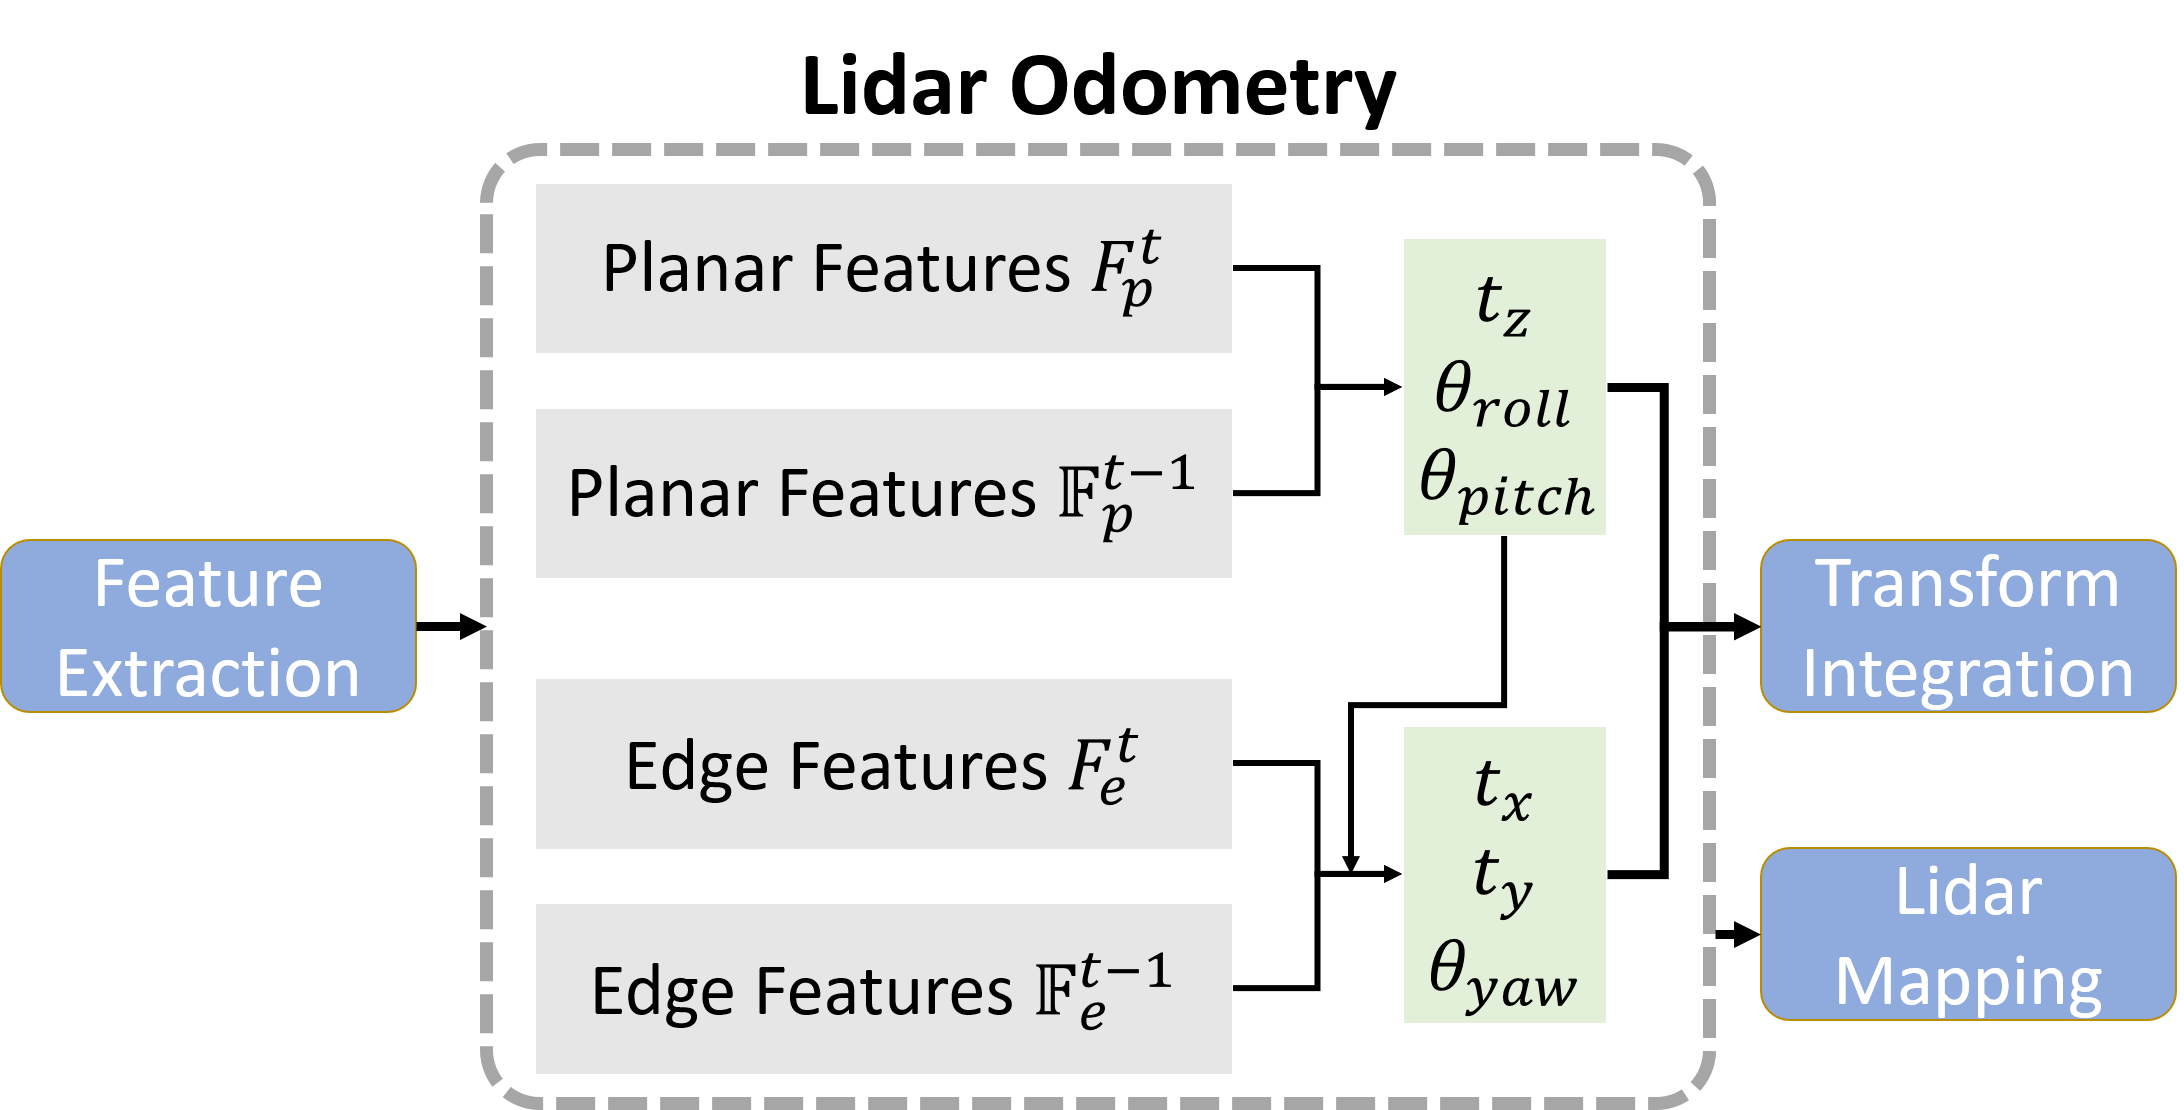 Lidar Odometry
Planar Features $F_p^t$
Planar Features $\mathbb{F}_p^{t-1}$
Edge Features $F_e^t$
Edge Features $\mathbb{F}_e^{t-1}$
$t_z$
$\theta_{roll}$
$\theta_{pitch}$
$t_x$
$t_y$
$\theta_{yaw}$
Feature
Extraction
Transform
Integration
Lidar
Mapping